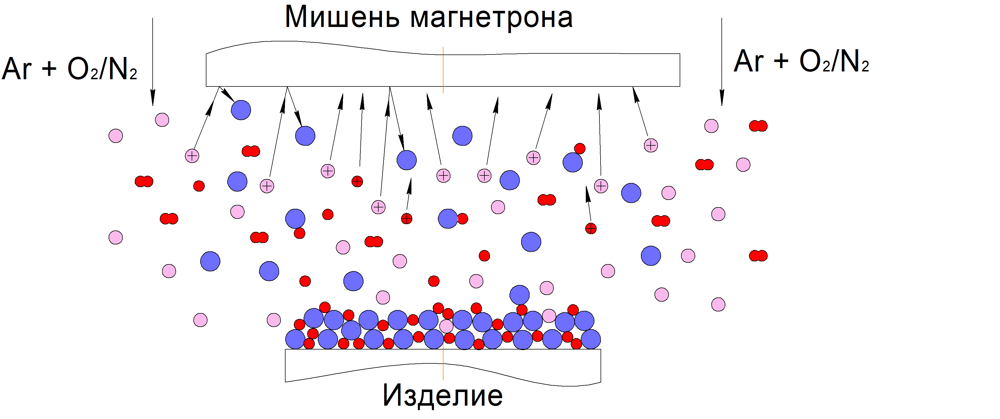 Мишень магнетрона
Ar + O₂/N₂
Ar + O₂/N₂
Изделие